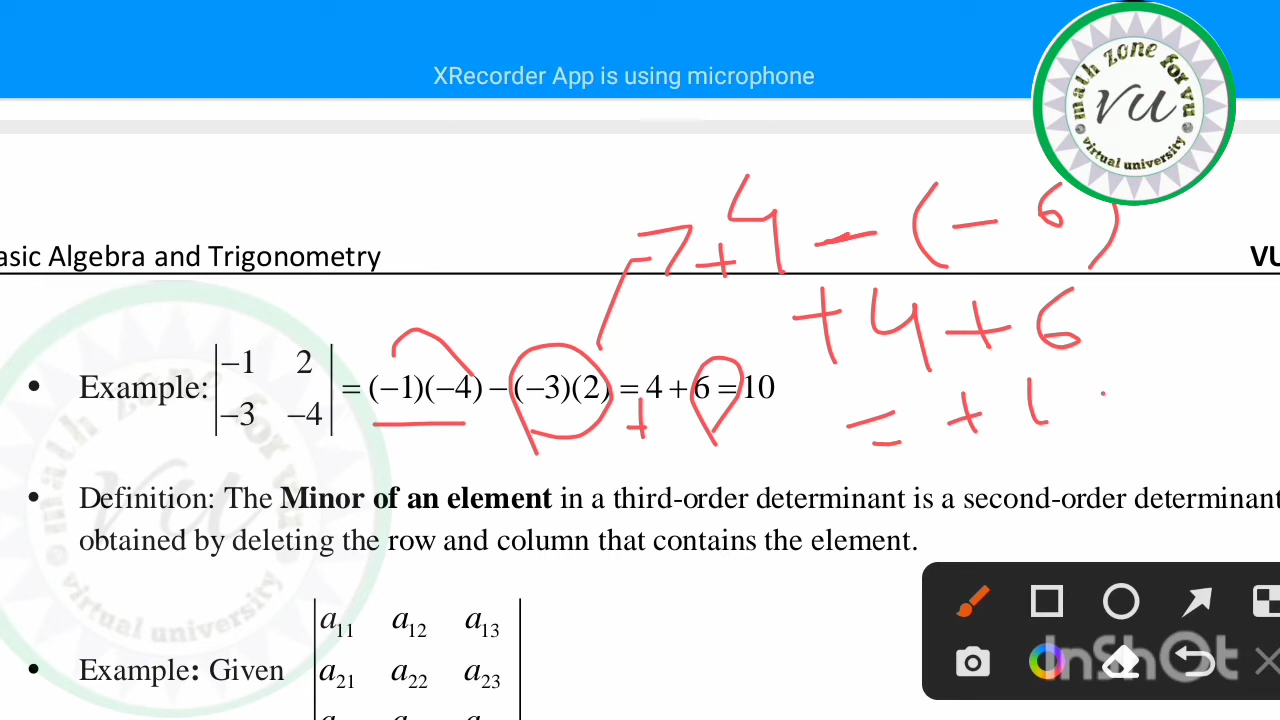 XRecorder App is using microphone
math zone for vu
VU
virtual university
+4 − (− 6)
asic Algebra and Trigonometry
VU
+4 + 6
• Example: |−1 2| = (−1)(−4) − (−3)(2) = 4 + 6 = 10
|−3 −4|
+
= + 1
• Definition: The Minor of an element in a third-order determinant is a second-order determinant
obtained by deleting the row and column that contains the element.
a11 a12 a13
• Example: Given a21 a22 a23
VU
virtual university
InShOt